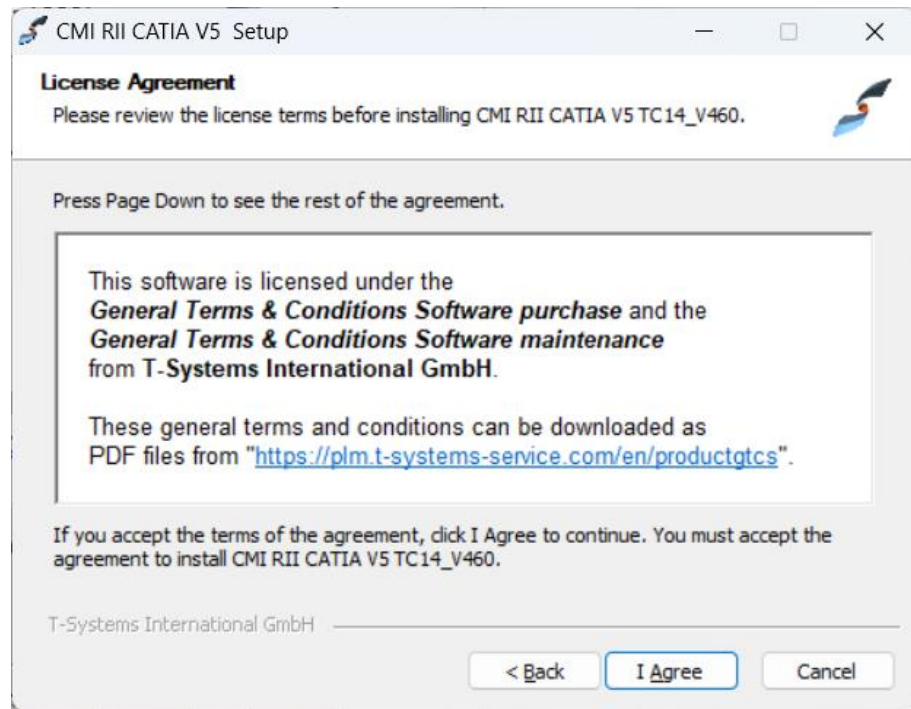 CMI RII CATIA V5 Setup
License Agreement
Please review the license terms before installing CMI RII CATIA V5 TC14_V460.
Press Page Down to see the rest of the agreement.
This software is licensed under the
General Terms & Conditions Software purchase and the
General Terms & Conditions Software maintenance
from T-Systems International GmbH.
These general terms and conditions can be downloaded as
PDF files from "https://plm.t-systems-service.com/en/productgtcs".
If you accept the terms of the agreement, click I Agree to continue. You must accept the
agreement to install CMI RII CATIA V5 TC14_V460.
T-Systems International GmbH
< Back
I Agree
Cancel